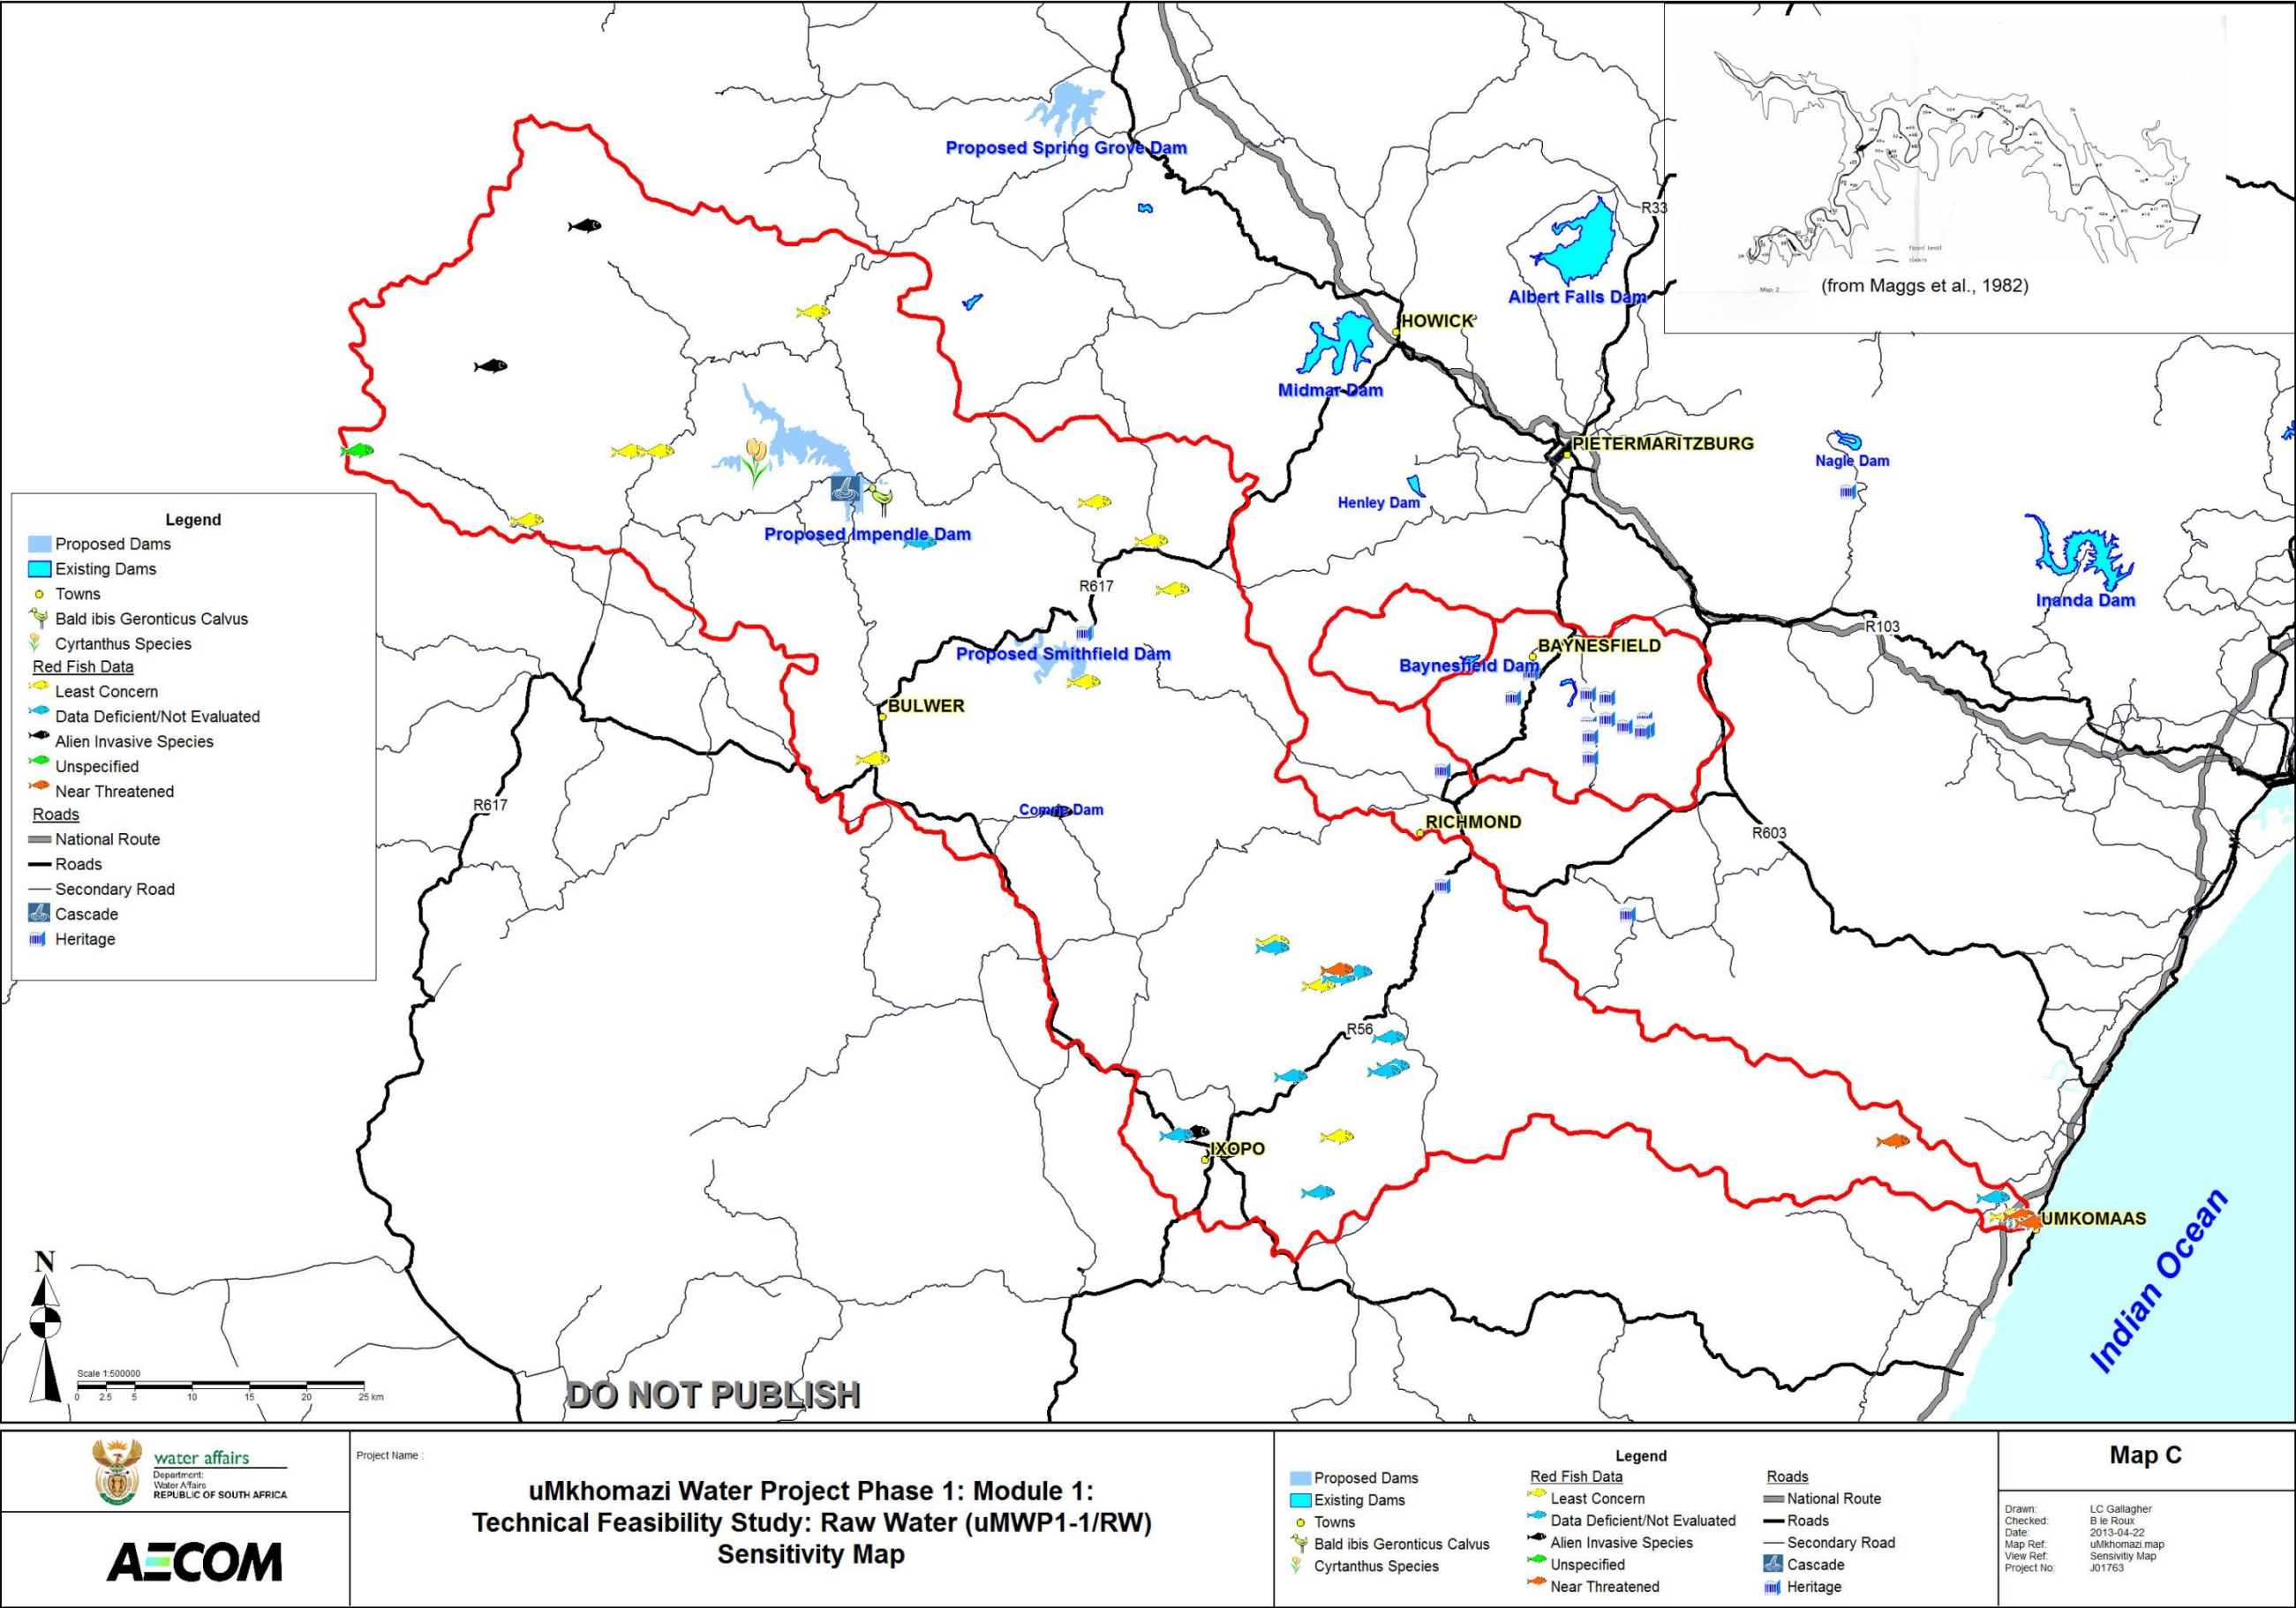 Proposed Spring Grove Dam
R33
Albert Falls Dam
flood level
rivers
Map 2
(from Maggs et al., 1982)
HOWICK
Midmar Dam
PIETERMARITZBURG
Nagle Dam
Henley Dam
Proposed Impendle Dam
Inanda Dam
R617
R103
Proposed Smithfield Dam
BAYNESFIELD
Baynesfield Dam
BULWER
R617
Comrie Dam
RICHMOND
R603
M4
R56
IXOPO
UMKOMAAS
Indian Ocean
Legend
Proposed Dams
Existing Dams
Towns
Bald ibis Geronticus Calvus
Cyrtanthus Species
Red Fish Data
Least Concern
Data Deficient/Not Evaluated
Alien Invasive Species
Unspecified
Near Threatened
Roads
National Route
Roads
Secondary Road
Cascade
Heritage
N
Scale 1:500000
0 2.5 5 10 15 20 25 km
DO NOT PUBLISH
water affairs
Department:
Water Affairs
REPUBLIC OF SOUTH AFRICA
AECOM
Project Name :
uMkhomazi Water Project Phase 1: Module 1:
Technical Feasibility Study: Raw Water (uMWP1-1/RW)
Sensitivity Map
Legend
Proposed Dams
Existing Dams
Towns
Bald ibis Geronticus Calvus
Cyrtanthus Species
Red Fish Data
Least Concern
Data Deficient/Not Evaluated
Alien Invasive Species
Unspecified
Near Threatened
Roads
National Route
Roads
Secondary Road
Cascade
Heritage
Map C
Drawn: LC Gallagher
Checked: B le Roux
Date: 2013-04-22
Map Ref: uMkhomazi.map
View Ref: Sensivitiy Map
Project No: J01763